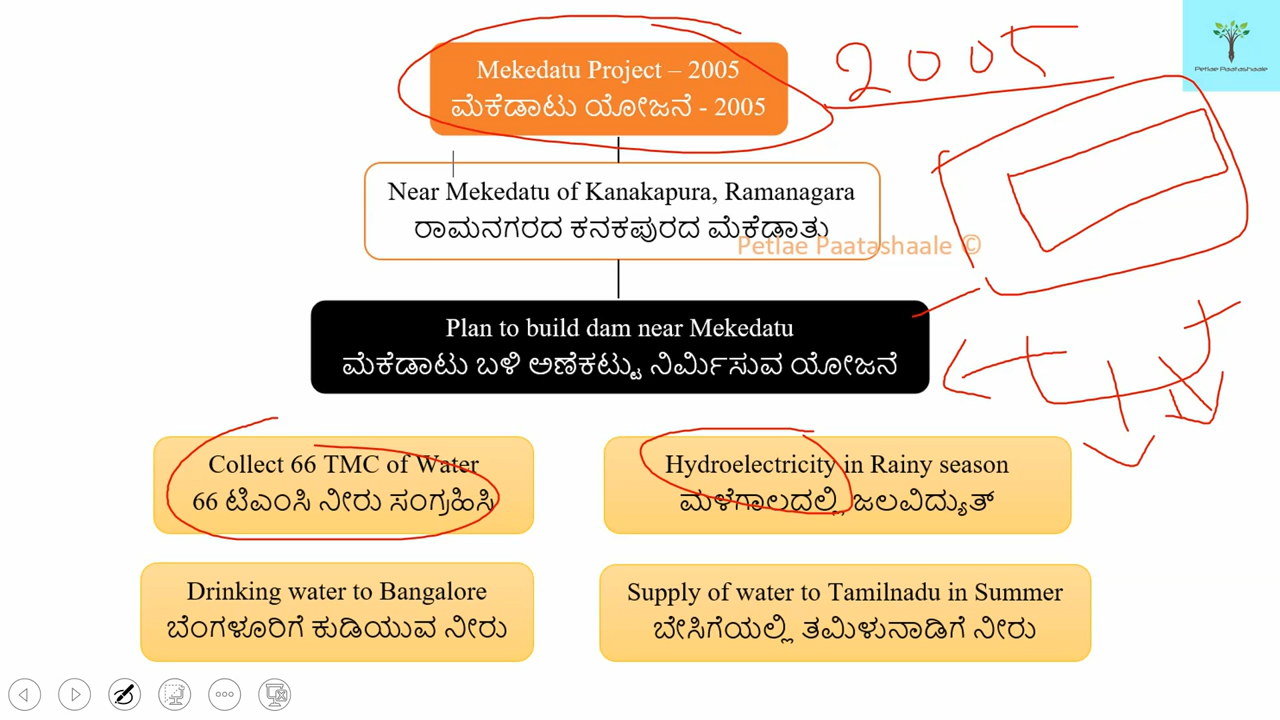 Mekedatu Project – 2005
ಮೆಕೆಡಾಟು ಯೋಜನೆ - 2005
2005
Petlae Paatashaale
Near Mekedatu of Kanakapura, Ramanagara
ರಾಮನಗರದ ಕನಕಪುರದ ಮೆಕೆಡಾತು
Petlae Paatashaale ©
Plan to build dam near Mekedatu
ಮೆಕೆಡಾಟು ಬಳಿ ಅಣೆಕಟ್ಟು ನಿರ್ಮಿಸುವ ಯೋಜನೆ
Collect 66 TMC of Water
66 ಟಿಎಂಸಿ ನೀರು ಸಂಗ್ರಹಿಸಿ
Hydroelectricity in Rainy season
ಮಳೆಗಾಲದಲ್ಲಿ ಜಲವಿದ್ಯುತ್
Drinking water to Bangalore
ಬೆಂಗಳೂರಿಗೆ ಕುಡಿಯುವ ನೀರು
Supply of water to Tamilnadu in Summer
ಬೇಸಿಗೆಯಲ್ಲಿ ತಮಿಳುನಾಡಿಗೆ ನೀರು